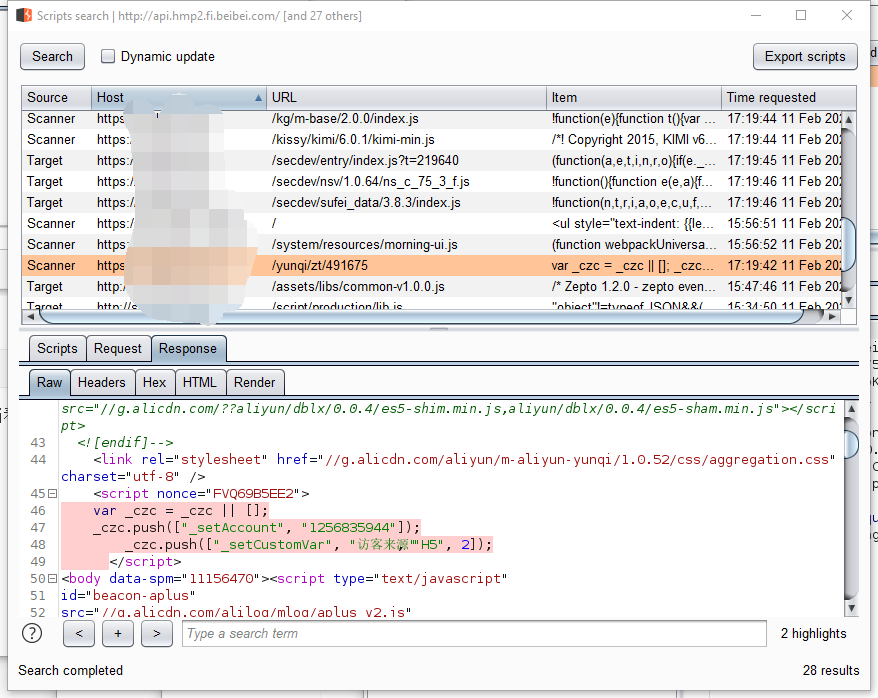 Scripts search | http://api.hmp2.fi.beibei.com/ [and 27 others]
Search Dynamic update Export scripts
Source Host URL Item Time requested
Scanner https /kg/m-base/2.0.0/index.js !function(e){function t(){var ... 17:19:44 11 Feb 202
Scanner https: /kissy/kimi/6.0.1/kimi-min.js /*! Copyright 2015, KIMI v6... 17:19:44 11 Feb 202
Target https:/ /secdev/entry/index.js?t=219640 (function(a,e,t,i,n,r,o){if(e._... 17:19:45 11 Feb 202
Target https:/ /secdev/nsv/1.0.64/ns_c_75_3_f.js !function(){function e(e,a){f... 17:19:46 11 Feb 202
Target https:/ /secdev/sufei_data/3.8.3/index.js !function(n,t,r,i,a,o,e,c,u,f,... 17:19:46 11 Feb 202
Scanner https:/ / <ul style="text-indent: {{le... 15:56:51 11 Feb 202
Scanner https: /system/resources/morning-ui.js (function webpackUniversa... 15:56:52 11 Feb 202
Scanner https /yunqi/zt/491675 var _czc = _czc || []; _czc... 17:19:42 11 Feb 202
Target http: /assets/libs/common-v1.0.0.js /* Zepto 1.2.0 - zepto even... 15:47:46 11 Feb 202
Target http://s /script/production/lib.js "object"!=typeof JSON&&( 15:34:50 11 Feb 202
Scripts Request Response
Raw Headers Hex HTML Render
src="//g.alicdn.com/??aliyun/dblx/0.0.4/es5-shim.min.js,aliyun/dblx/0.0.4/es5-sham.min.js"></scri
pt>
43 <![endif]-->
44 <link rel="stylesheet" href="//g.alicdn.com/aliyun/m-aliyun-yunqi/1.0.52/css/aggregation.css"
charset="utf-8" />
45 <script nonce="FVQ69B5EE2">
46 var _czc = _czc || [];
47 _czc.push(["_setAccount", "1256835944"]);
48 _czc.push(["_setCustomVar", "访客来源""H5", 2]);
49 </script>
50 <body data-spm="11156470"><script type="text/javascript"
51 id="beacon-aplus"
52 src="//g.alicdn.com/alilog/mlog/aplus_v2.js"
? < + > Type a search term 2 highlights
Search completed 28 results